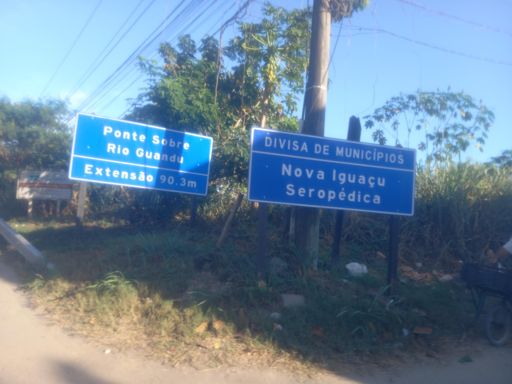 Ponte Sobre
Rio Guandu
Extensão 90.3m
DIVISA DE MUNICÍPIOS
Nova Iguaçu
Seropédica